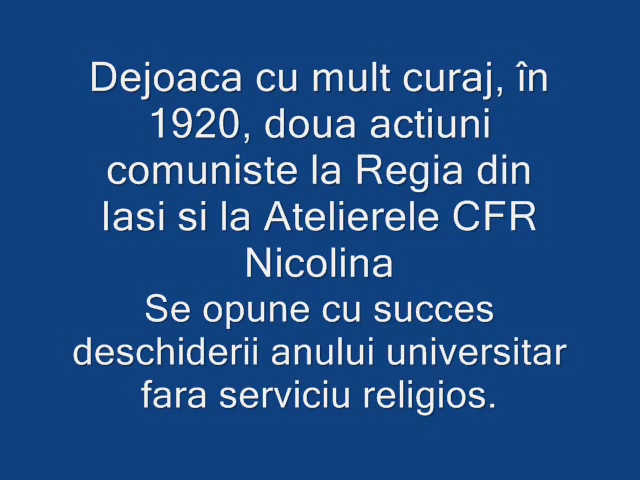 Dejoaca cu mult curaj, în
1920, doua actiuni
comuniste la Regia din
Iasi si la Atelierele CFR
Nicolina
Se opune cu succes
deschiderii anului universitar
fara serviciu religios.